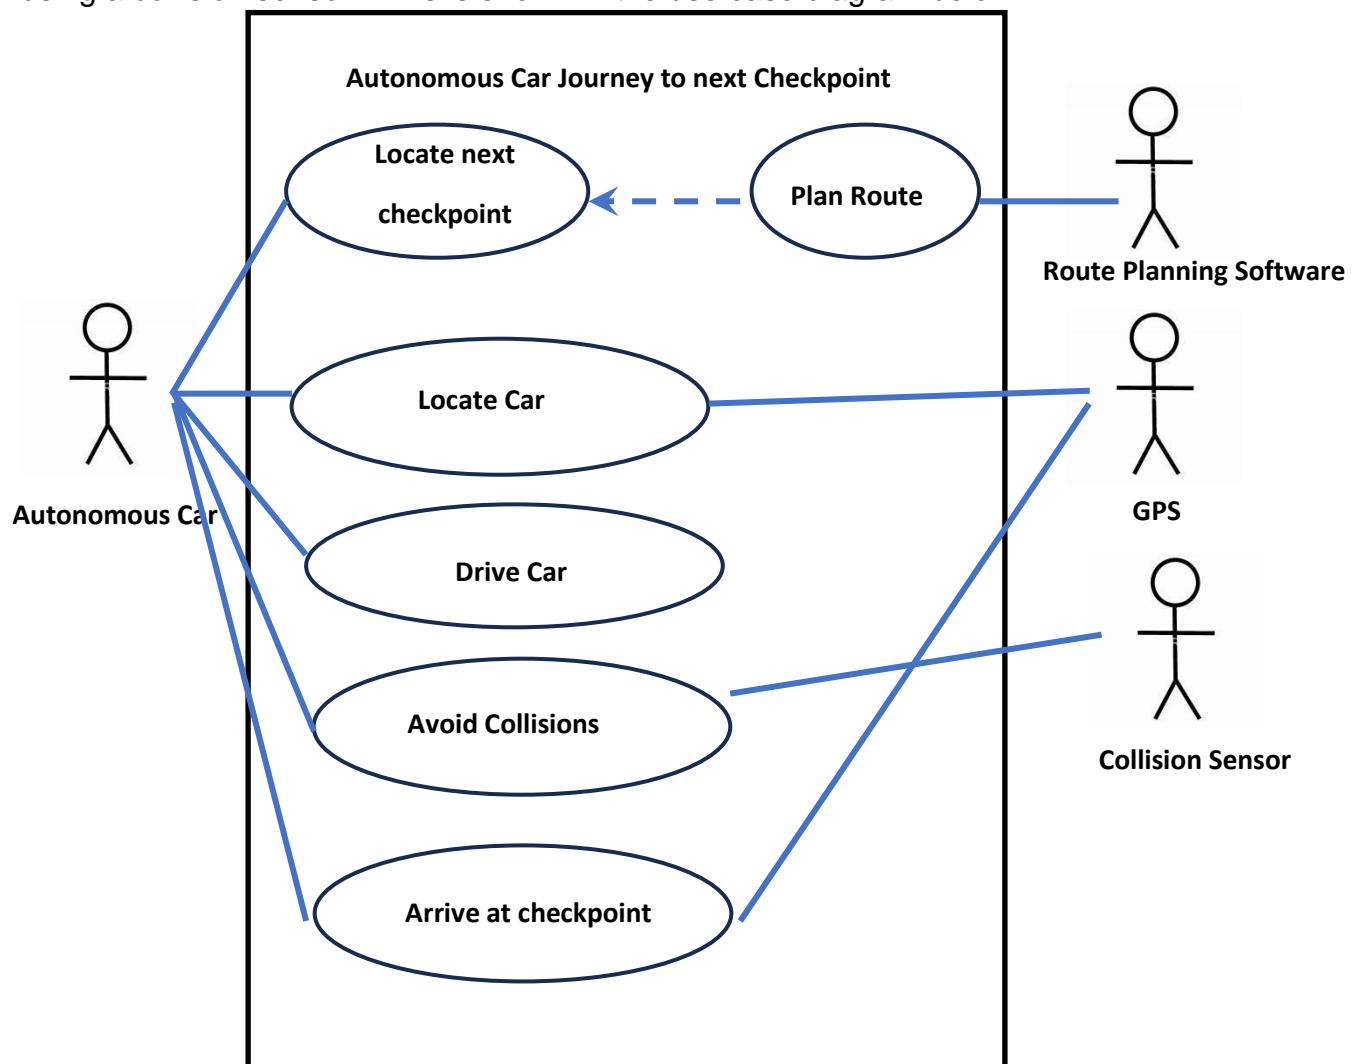 Autonomous Car Journey to next Checkpoint
Locate next
checkpoint
Plan Route
Route Planning Software
Locate Car
Autonomous Car
GPS
Drive Car
Avoid Collisions
Collision Sensor
Arrive at checkpoint